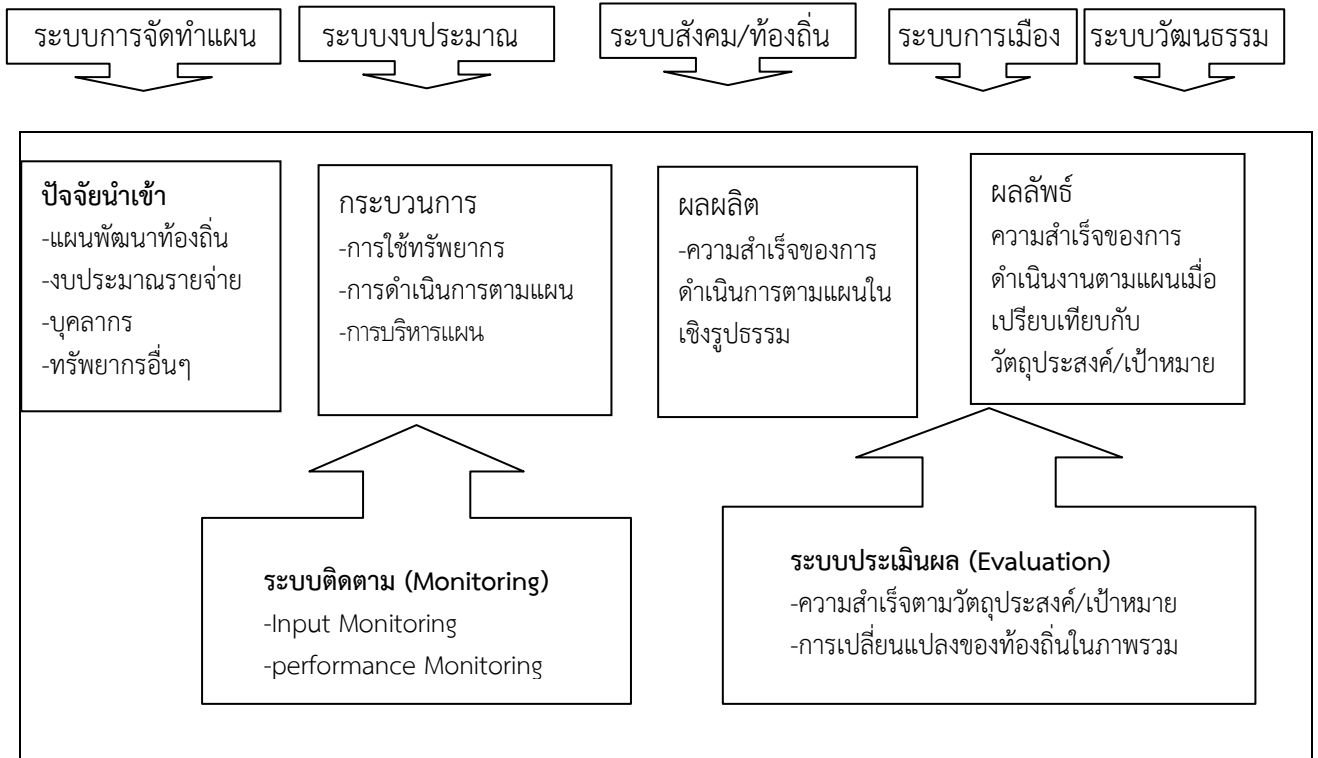 ระบบการจัดทำแผน
ระบบงบประมาณ
ระบบสังคม/ท้องถิ่น
ระบบการเมือง
ระบบวัฒนธรรม
ปัจจัยนำเข้า
-แผนพัฒนาท้องถิ่น
-งบประมาณรายจ่าย
-บุคลากร
-ทรัพยากรอื่นๆ
กระบวนการ
-การใช้ทรัพยากร
-การดำเนินการตามแผน
-การบริหารแผน
ผลผลิต
-ความสำเร็จของการ
ดำเนินการตามแผนใน
เชิงรูปธรรม
ผลลัพธ์
ความสำเร็จของการ
ดำเนินงานตามแผนเมื่อ
เปรียบเทียบกับ
วัตถุประสงค์/เป้าหมาย
ระบบติดตาม (Monitoring)
-Input Monitoring
-performance Monitoring
ระบบประเมินผล (Evaluation)
-ความสำเร็จตามวัตถุประสงค์/เป้าหมาย
-การเปลี่ยนแปลงของท้องถิ่นในภาพรวม